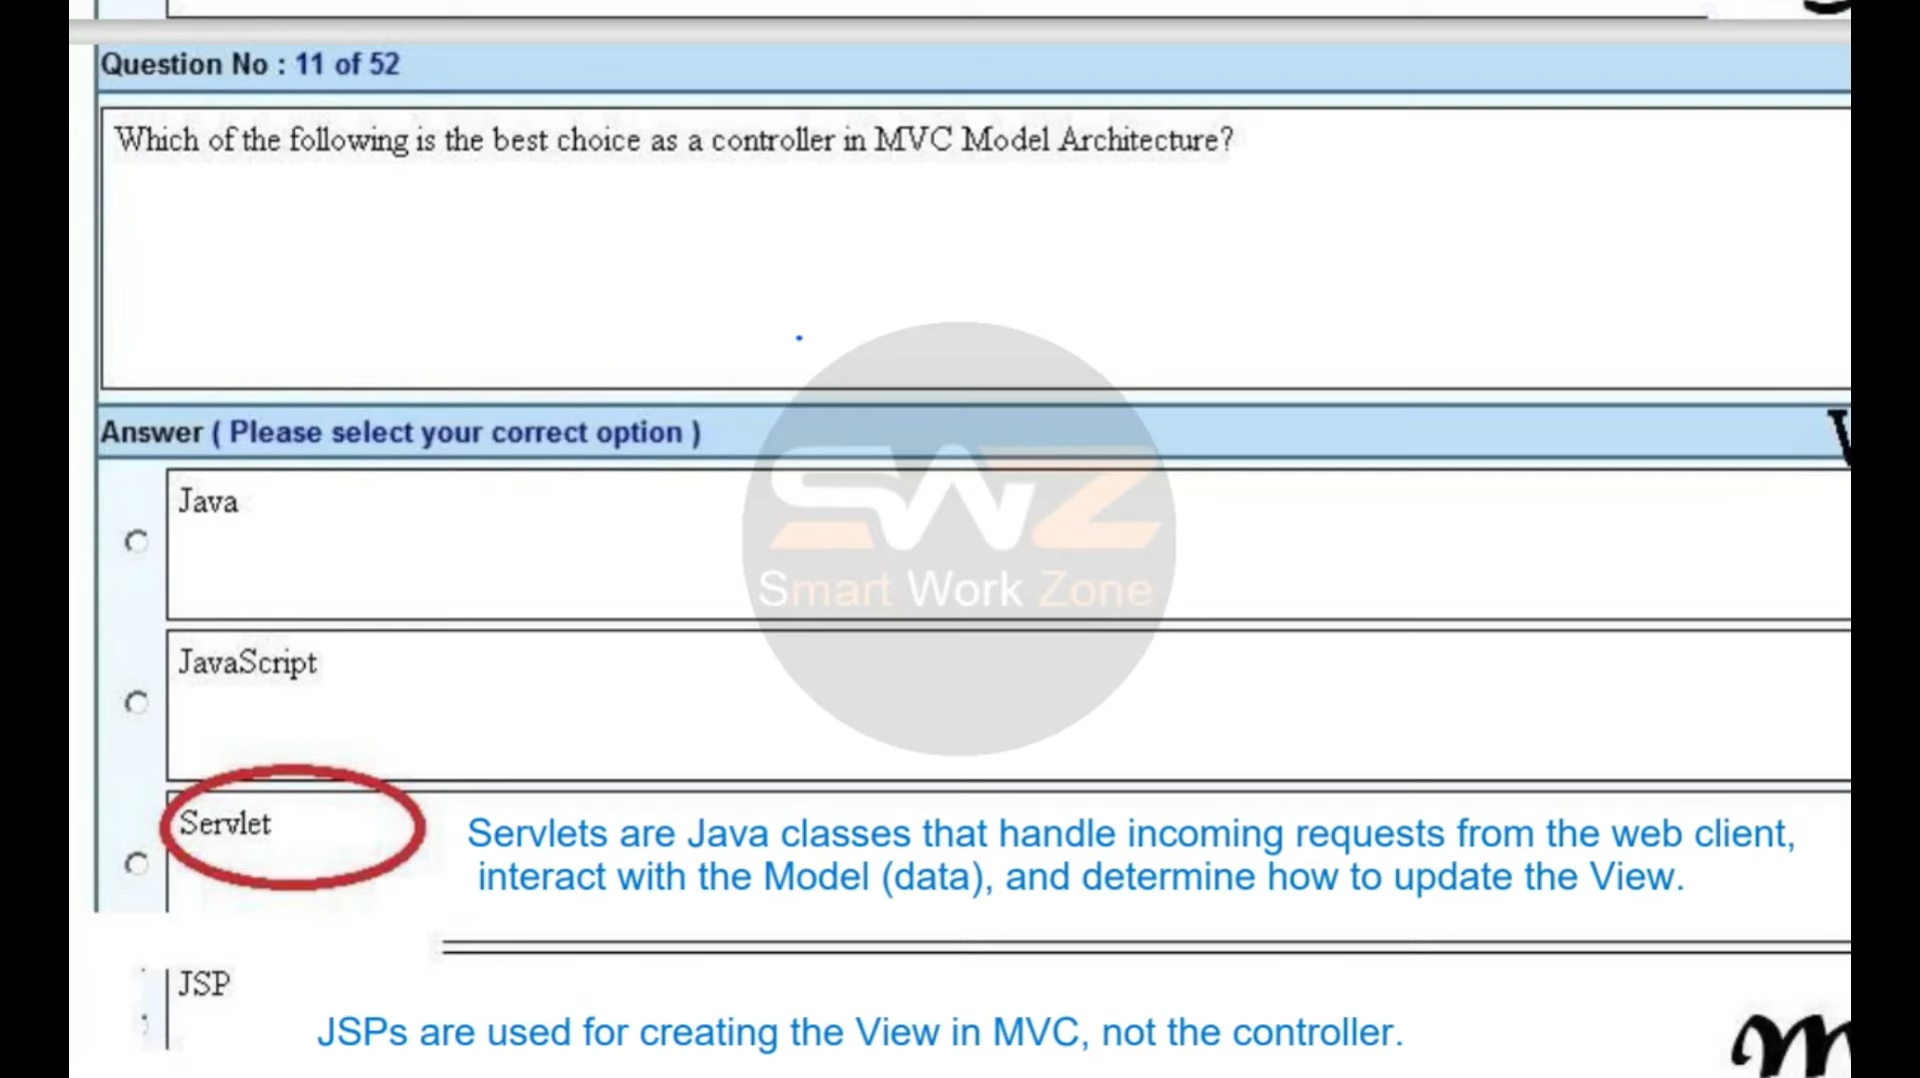 Question No : 11 of 52
Which of the following is the best choice as a controller in MVC Model Architecture?
Answer ( Please select your correct option )
Java
SWZ
Smart Work Zone
JavaScript
Servlet
Servlets are Java classes that handle incoming requests from the web client,
interact with the Model (data), and determine how to update the View.
JSP
JSPs are used for creating the View in MVC, not the controller.